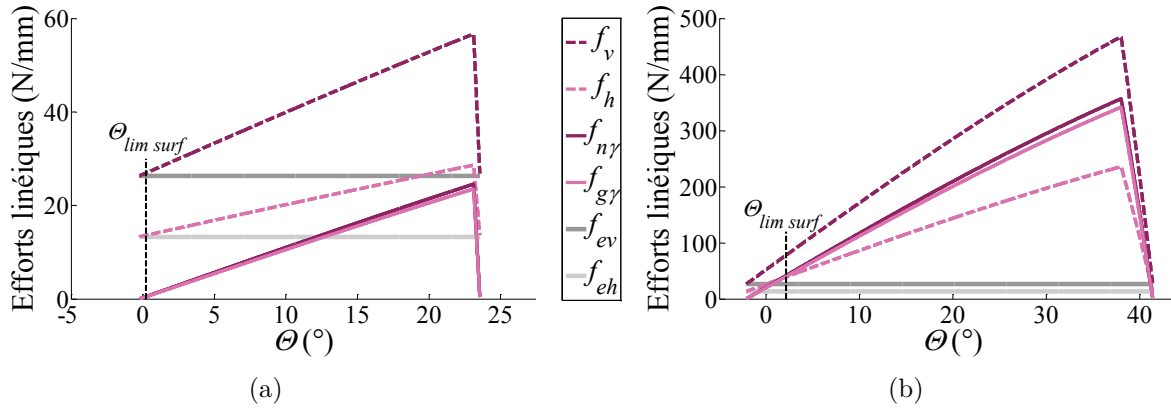 Efforts linéiques (N/mm)
60
40
20
0
Θlim surf
-5
0
5
10
15
20
25
Θ (°)
(a)
fv
fh
fnγ
fgγ
fev
feh
Efforts linéiques (N/mm)
500
400
300
200
100
0
Θlim surf
0
10
20
30
40
Θ (°)
(b)